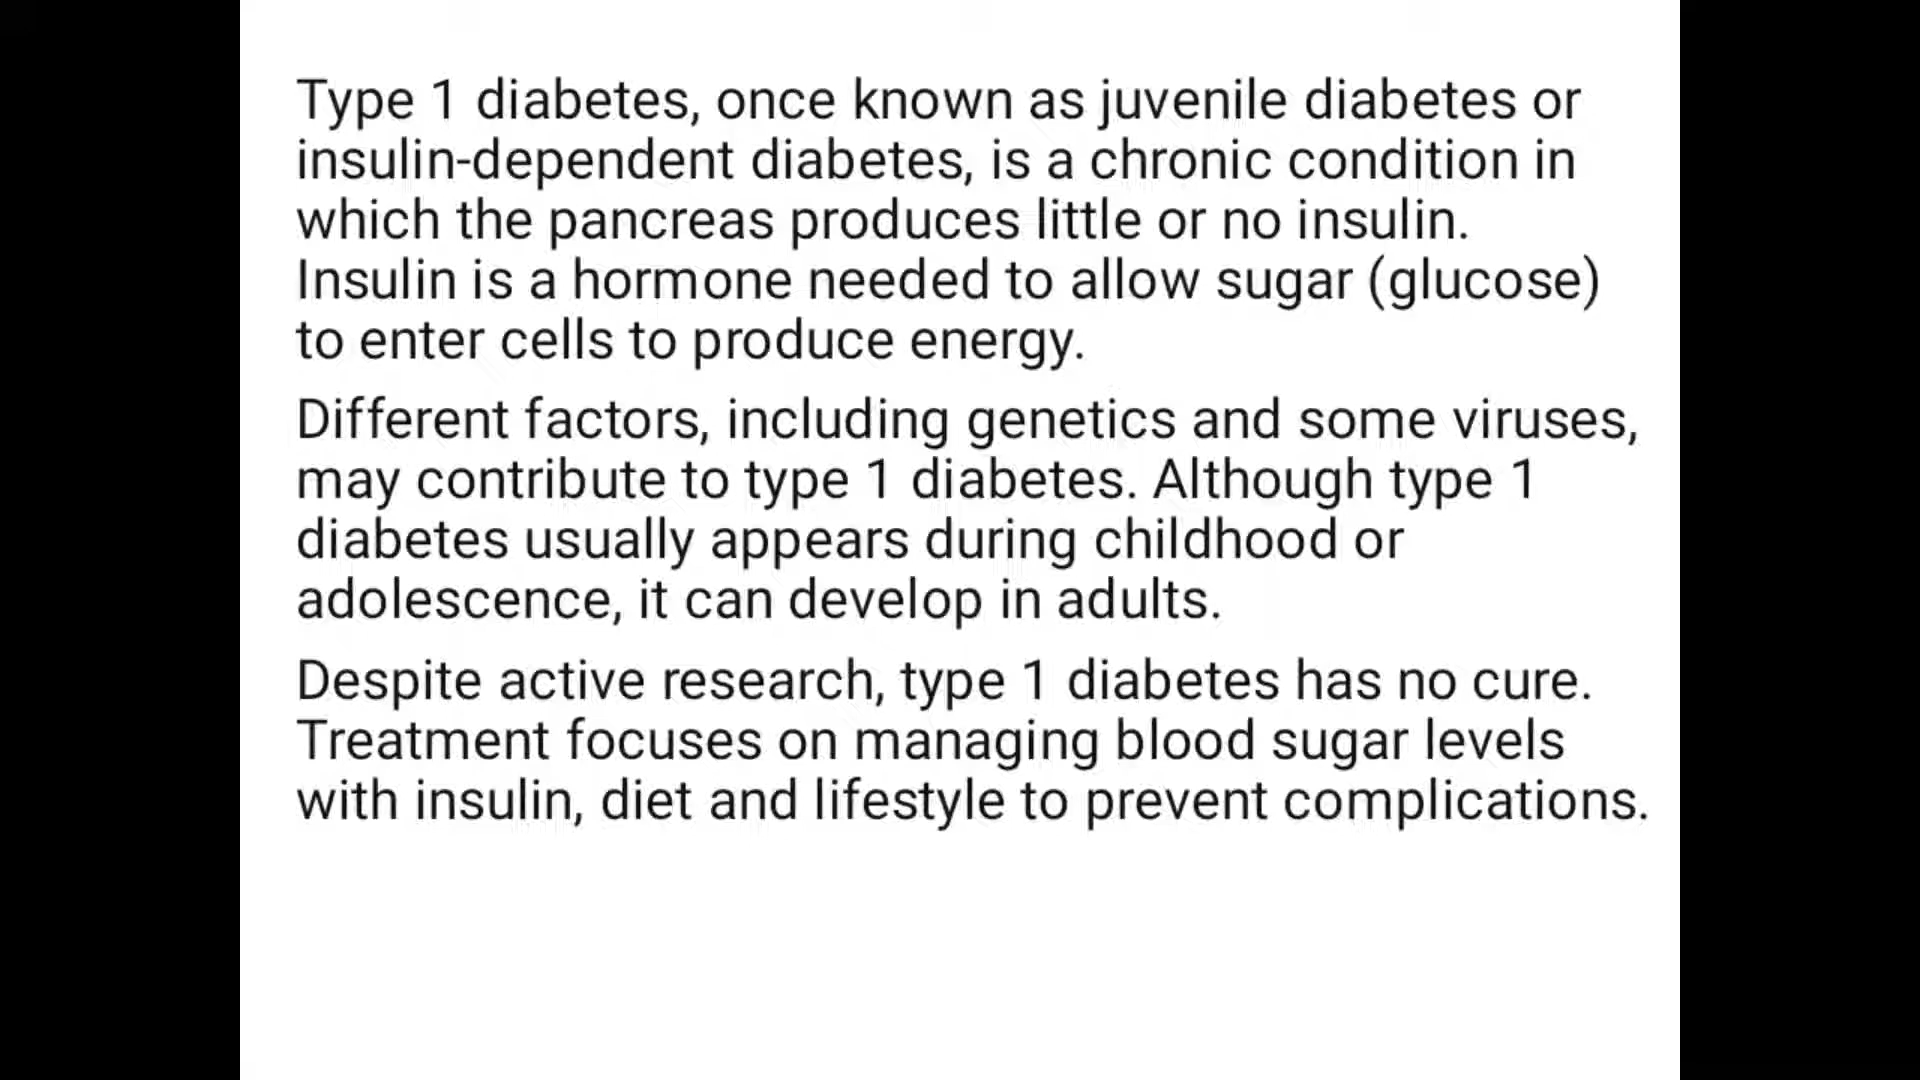 Type 1 diabetes, once known as juvenile diabetes or
insulin-dependent diabetes, is a chronic condition in
which the pancreas produces little or no insulin.
Insulin is a hormone needed to allow sugar (glucose)
to enter cells to produce energy.
Different factors, including genetics and some viruses,
may contribute to type 1 diabetes. Although type 1
diabetes usually appears during childhood or
adolescence, it can develop in adults.
Despite active research, type 1 diabetes has no cure.
Treatment focuses on managing blood sugar levels
with insulin, diet and lifestyle to prevent complications.